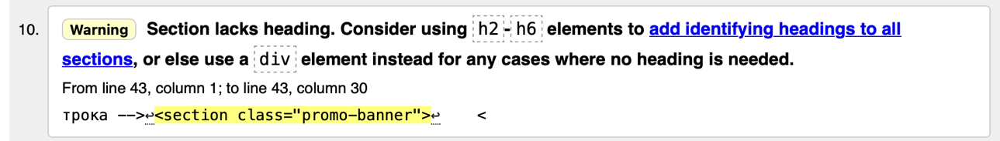 10. Warning Section lacks heading. Consider using h2-h6 elements to add identifying headings to all
sections, or else use a div element instead for any cases where no heading is needed.
From line 43, column 1; to line 43, column 30
трока -->↩<section class="promo-banner">↩    <